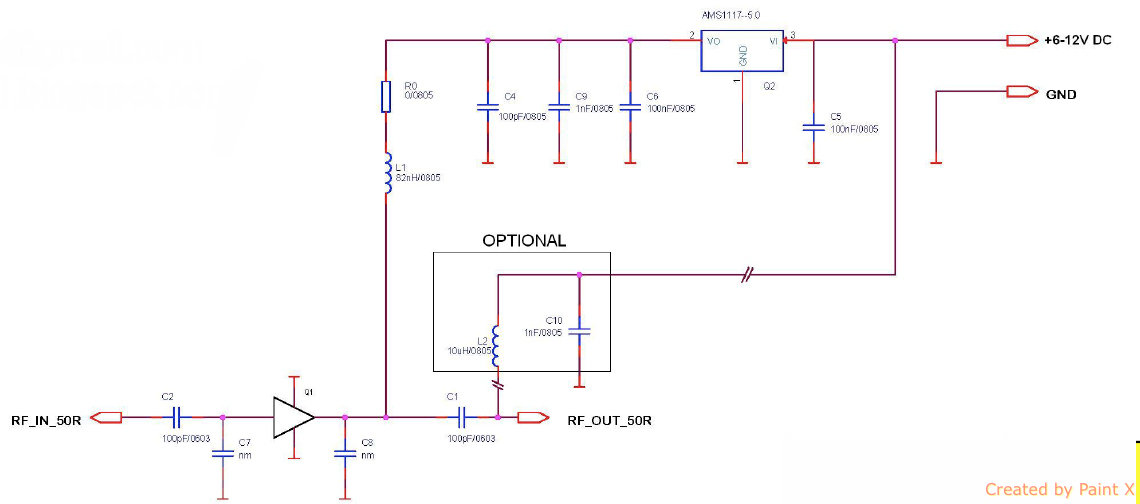 AMS1117--5.0
2
VO
VI
3
+6-12V DC
GND
1
Q2
GND
R0
0/0805
C4
100pF/0805
C9
1nF/0805
C6
100nF/0805
C5
100nF/0805
L1
82nH/0805
OPTIONAL
C10
1nF/0805
L2
10uH/0805
C2
Q1
C1
RF_IN_50R
RF_OUT_50R
100pF/0603
100pF/0603
C7
nm
C8
nm
Created by Paint X